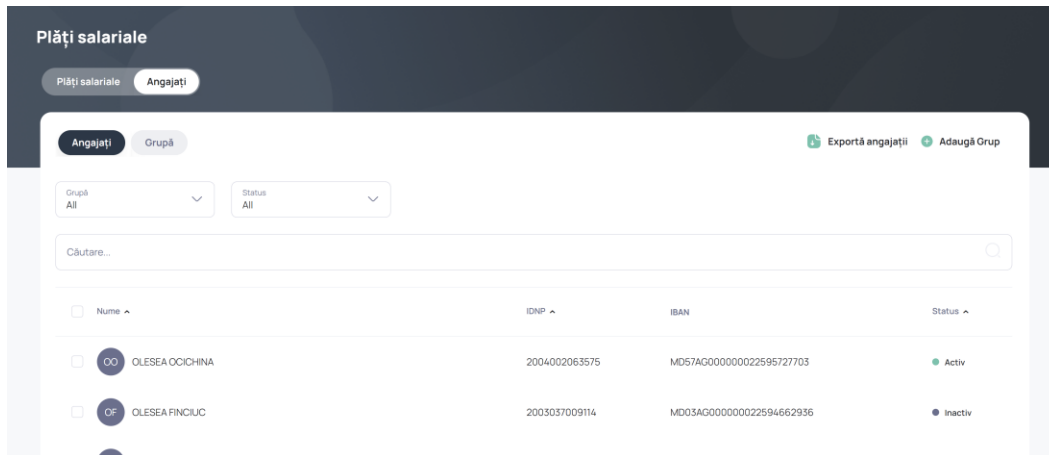 Plăți salariale
Plăți salariale Angajați
Angajați Grupă Exportă angajații Adaugă Grup
Grupă Status
All All
Căutare...
Nume IDNP IBAN Status
OO OLESEA OCICHINA 2004002063575 MD57AG000000022595727703 Activ
OF OLESEA FINCIUC 2003037009114 MD03AG000000022594662936 Inactiv